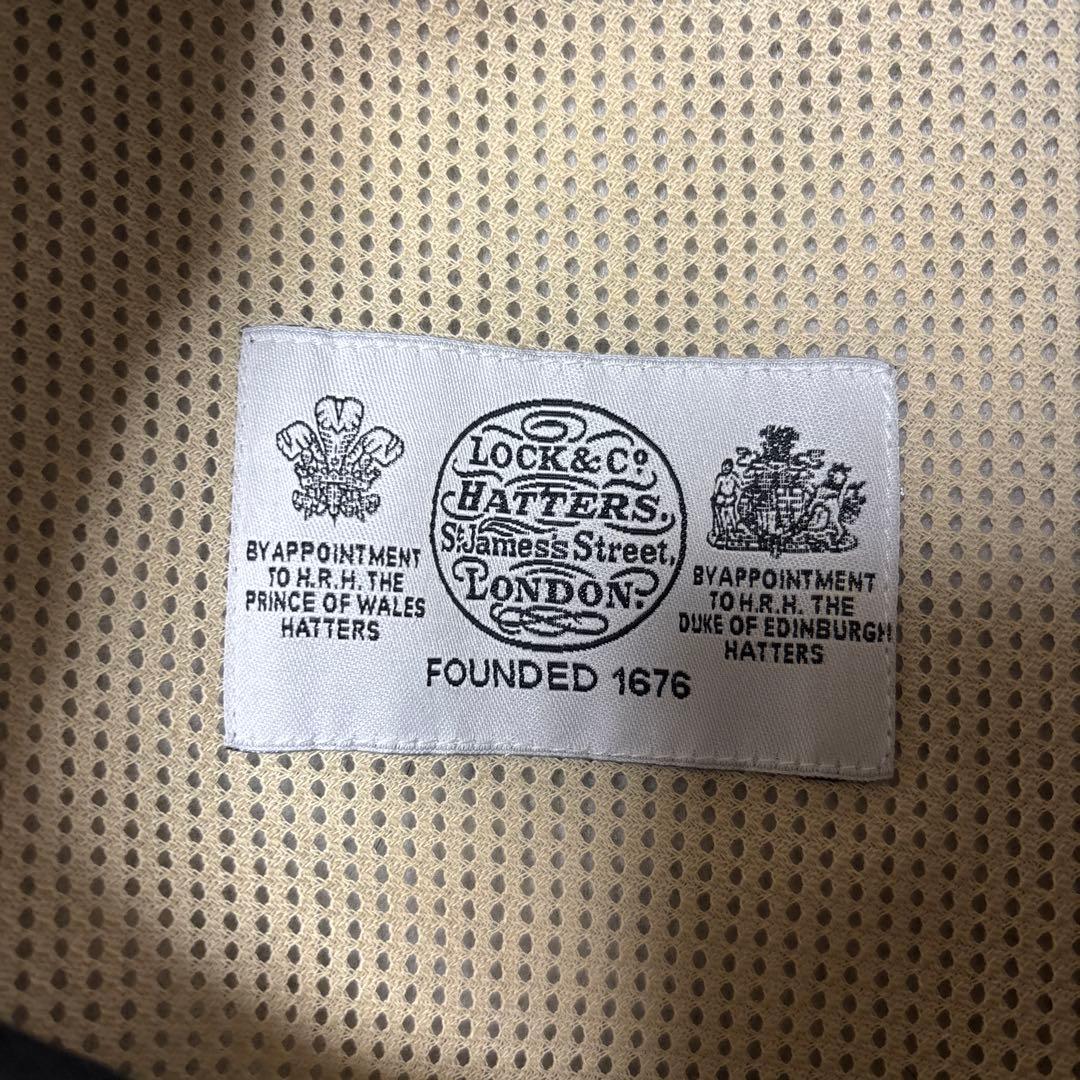 BY APPOINTMENT
TO H.R.H. THE
PRINCE OF WALES
HATTERS
LOCK & Co.
HATTERS.
St. James's Street,
LONDON.
FOUNDED 1676
BY APPOINTMENT
TO H.R.H. THE
DUKE OF EDINBURGH
HATTERS